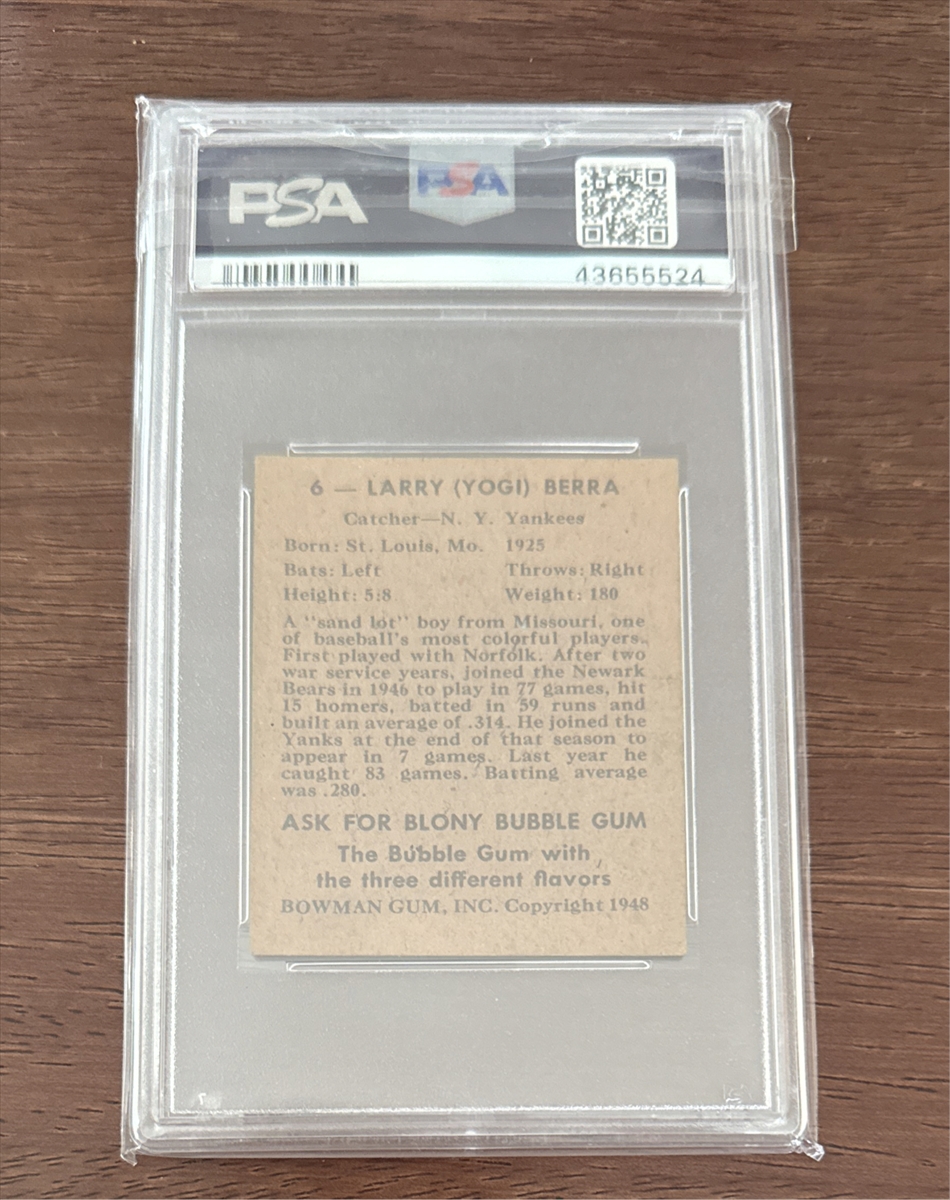 PSA
PSA
43655524
6 — LARRY (YOGI) BERRA
Catcher—N. Y. Yankees
Born: St. Louis, Mo. 1925
Bats: Left Throws: Right
Height: 5:8 Weight: 180
A "sand lot" boy from Missouri, one
of baseball's most colorful players.
First played with Norfolk. After two
war service years, joined the Newark
Bears in 1946 to play in 77 games, hit
15 homers, batted in 59 runs and
built an average of .314. He joined the
Yanks at the end of that season to
appear in 7 games. Last year he
caught 83 games. Batting average
was .280.
ASK FOR BLONY BUBBLE GUM
The Bubble Gum with
the three different flavors
BOWMAN GUM, INC. Copyright 1948